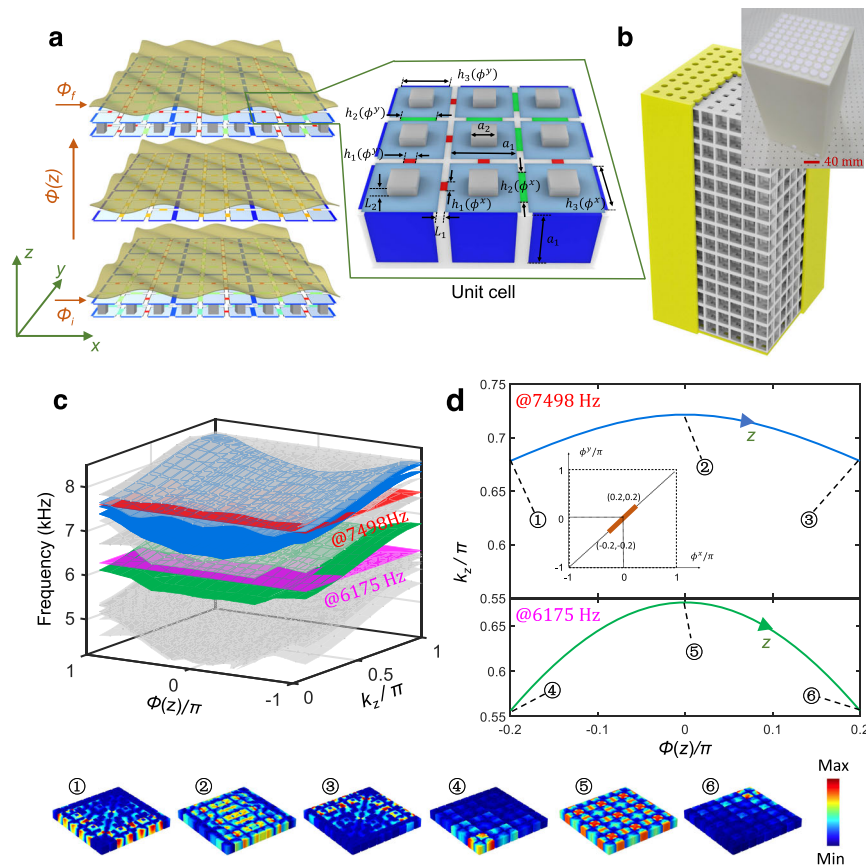 a
Φf
Φ(z)
Φi
z
y
x
h₃(ϕʸ)
h₂(ϕʸ)
h₁(ϕʸ)
a₂
a₁
h₂(ϕˣ)
h₁(ϕˣ)
h₃(ϕˣ)
L₂
L₁
a₁
Unit cell
b
40 mm
c
Frequency (kHz)
8
7
6
5
@7498Hz
@6175 Hz
1
0
-1
Φ(z)/π
0
0.5
1
k_z/π
d
@7498 Hz
0.75
0.7
0.65
0.6
z
①
②
③
ϕʸ/π
1
0
-1
(0.2,0.2)
(-0.2,-0.2)
ϕˣ/π
-1
0
1
k_z/π
@6175 Hz
0.55
0.65
0.6
0.55
z
④
⑤
⑥
-0.2
-0.1
0
0.1
0.2
Φ(z)/π
①
②
③
④
⑤
⑥
Max
Min